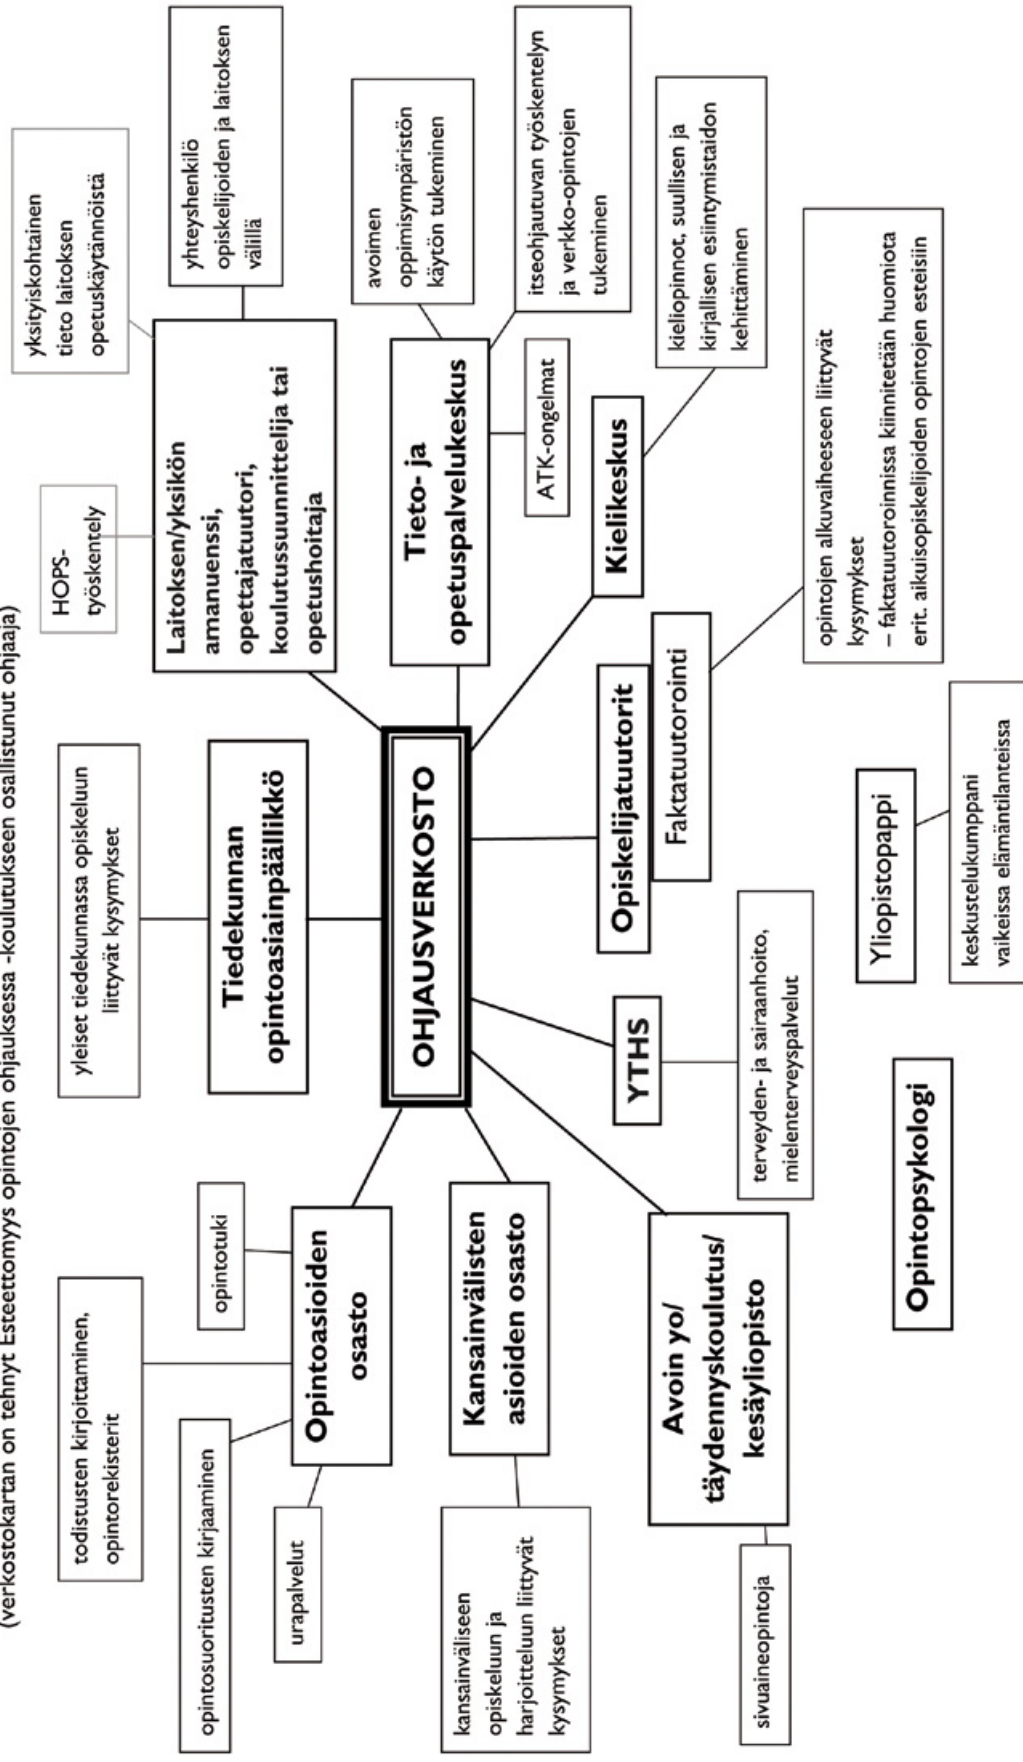 (verkostokartan on tehnyt Esteettömyys opintojen ohjauksessa -koulutukseen osallistunut ohjaaja)
todistusten kirjoittaminen,
opintorekisterit
opintosuoritusten kirjaaminen
opintotuki
urapalvelut
Opintoasioiden
osasto
yleiset tiedekunnassa opiskeluun
liittyvät kysymykset
Tiedekunnan
opintoasiainpäällikkö
HOPS-
työskentely
yksityiskohtainen
tieto laitoksen
opetuskäytännöistä
yhteyshenkilö
opiskelijoiden ja laitoksen
välillä
Laitoksen/yksikön
amanuenssi,
opettajatuutori,
koulutussuunnittelija tai
opetushoitaja
OHJAUSVERKOSTO
kansainväliseen
opiskeluun ja
harjoitteluun liittyvät
kysymykset
Kansainvälisten
asioiden osasto
Tieto- ja
opetuspalvelukeskus
avoimen
oppimisympäristön
käytön tukeminen
itseohjautuvan työskentelyn
ja verkko-opintojen
tukeminen
ATK-ongelmat
Kielikeskus
kieliopinnot, suullisen ja
kirjallisen esiintymistaidon
kehittäminen
Avoin yo/
täydennyskoulutus/
kesäyliopisto
sivuaineopintoja
YTHS
terveyden- ja sairaanhoito,
mielenterveyspalvelut
Opiskelijatuutorit
Faktatuutorointi
opintojen alkuvaiheeseen liittyvät
kysymykset
– faktatuutoroinnissa kiinnitetään huomiota
erit. aikuisopiskelijoiden opintojen esteisiin
Opintopsykologi
Yliopistopappi
keskustelukumppani
vaikeissa elämäntilanteissa